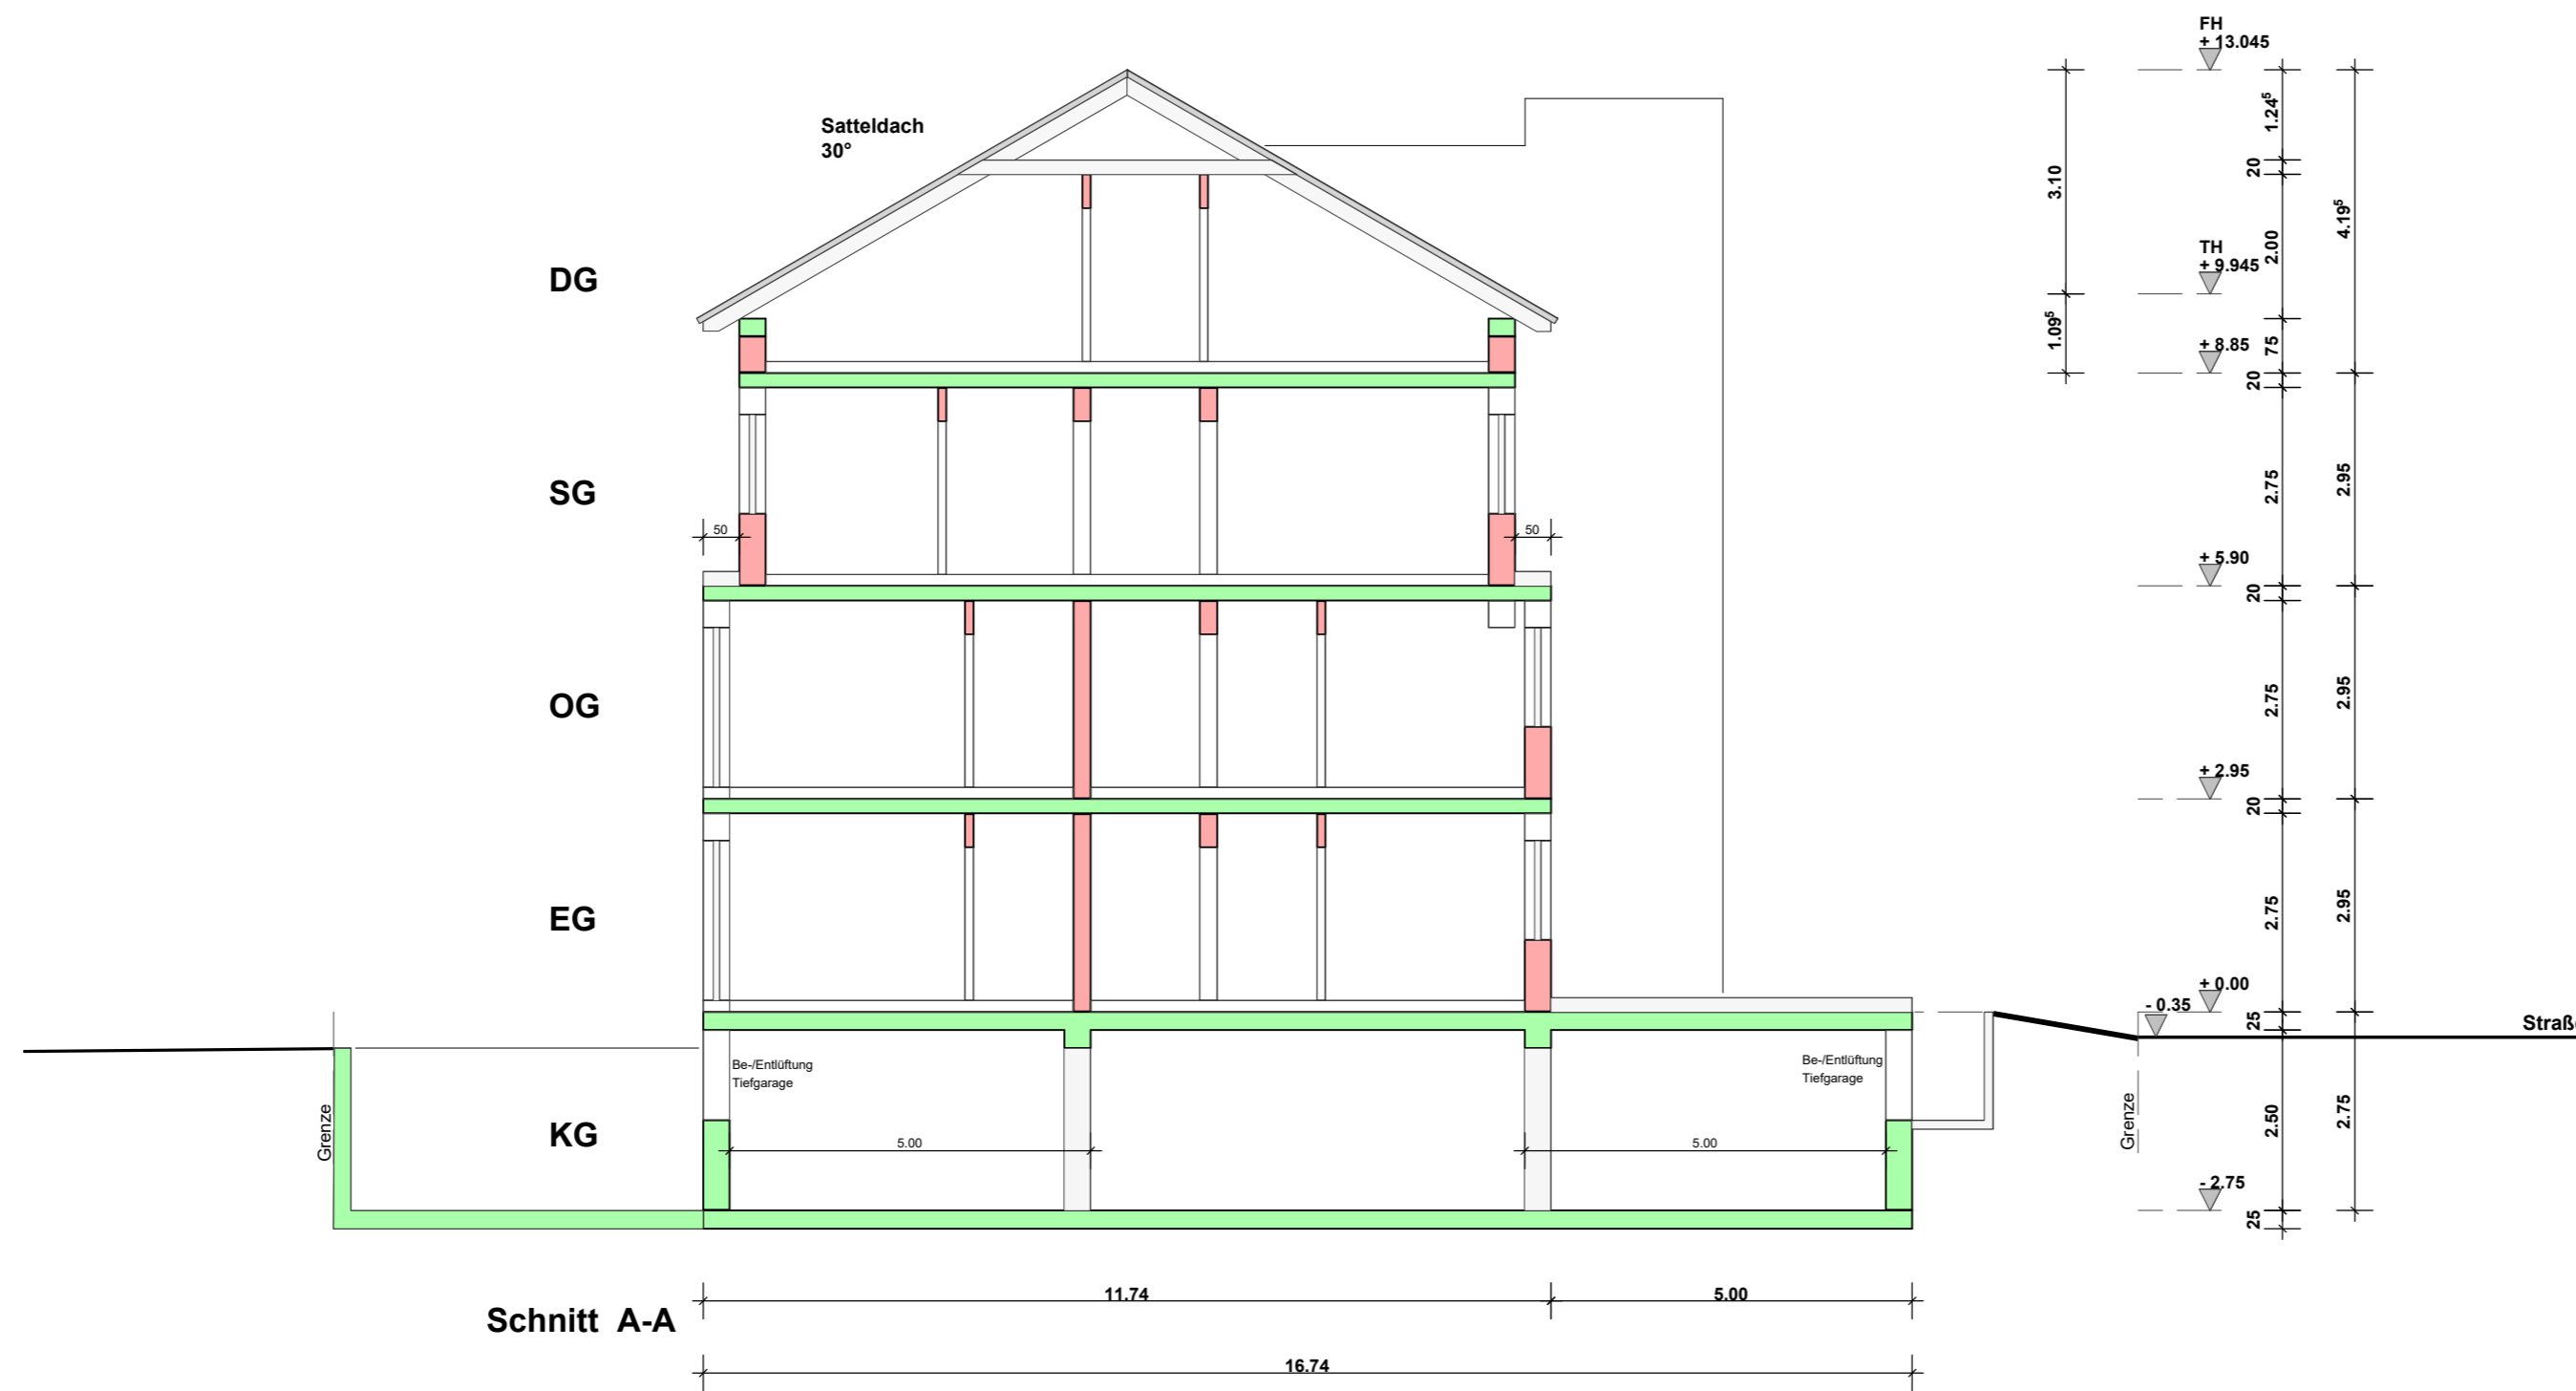 FH
+ 13.045
Satteldach
30°
1.24⁵
20
3.10
4.19⁵
2.00
TH
+ 9.945
DG
1.09⁵
75
+ 8.85
20
SG
2.75
2.95
50
50
+ 5.90
20
OG
2.75
2.95
+ 2.95
20
EG
2.75
2.95
+ 0.00
- 0.35
25
Be-/Entlüftung
Tiefgarage
Be-/Entlüftung
Tiefgarage
Grenze
KG
5.00
5.00
Grenze
2.50
2.75
- 2.75
25
11.74
5.00
Schnitt A-A
16.74